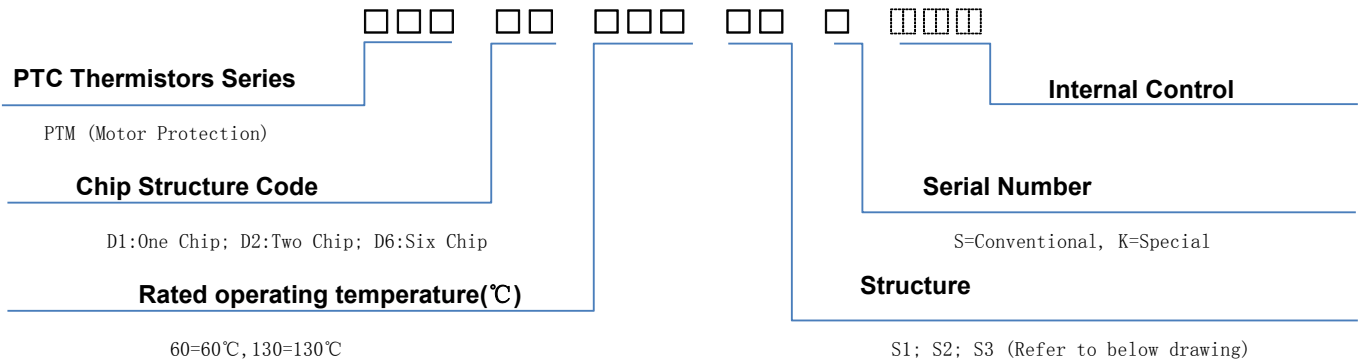 PTC Thermistors Series
Internal Control
PTM (Motor Protection)
Chip Structure Code
Serial Number
D1:One Chip; D2:Two Chip; D6:Six Chip
S=Conventional, K=Special
Rated operating temperature(℃)
Structure
60=60℃,130=130℃
S1; S2; S3 (Refer to below drawing)